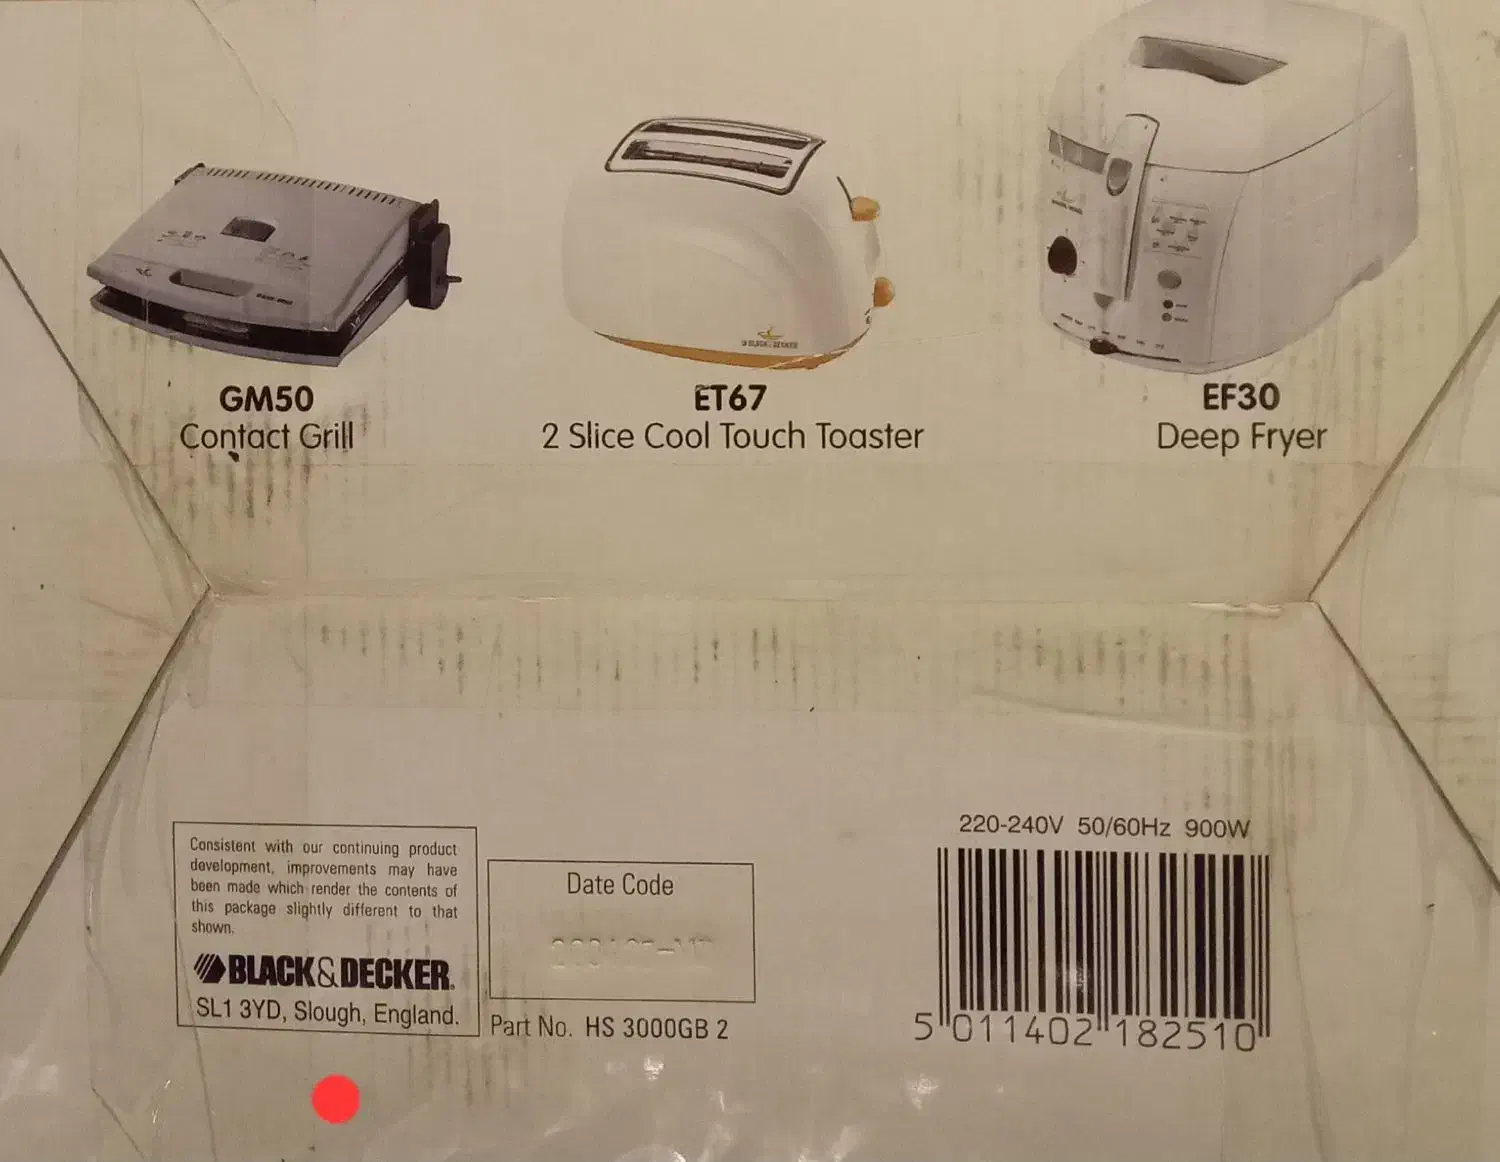 BLACK & DECKER
GM50
Contact Grill
ET67
2 Slice Cool Touch Toaster
EF30
Deep Fryer
Consistent with our continuing product
development, improvements may have
been made which render the contents of
this package slightly different to that
shown.
BLACK&DECKER
SL1 3YD, Slough, England.
Date Code
Part No. HS 3000GB 2
220-240V 50/60Hz 900W
5 011402 182510